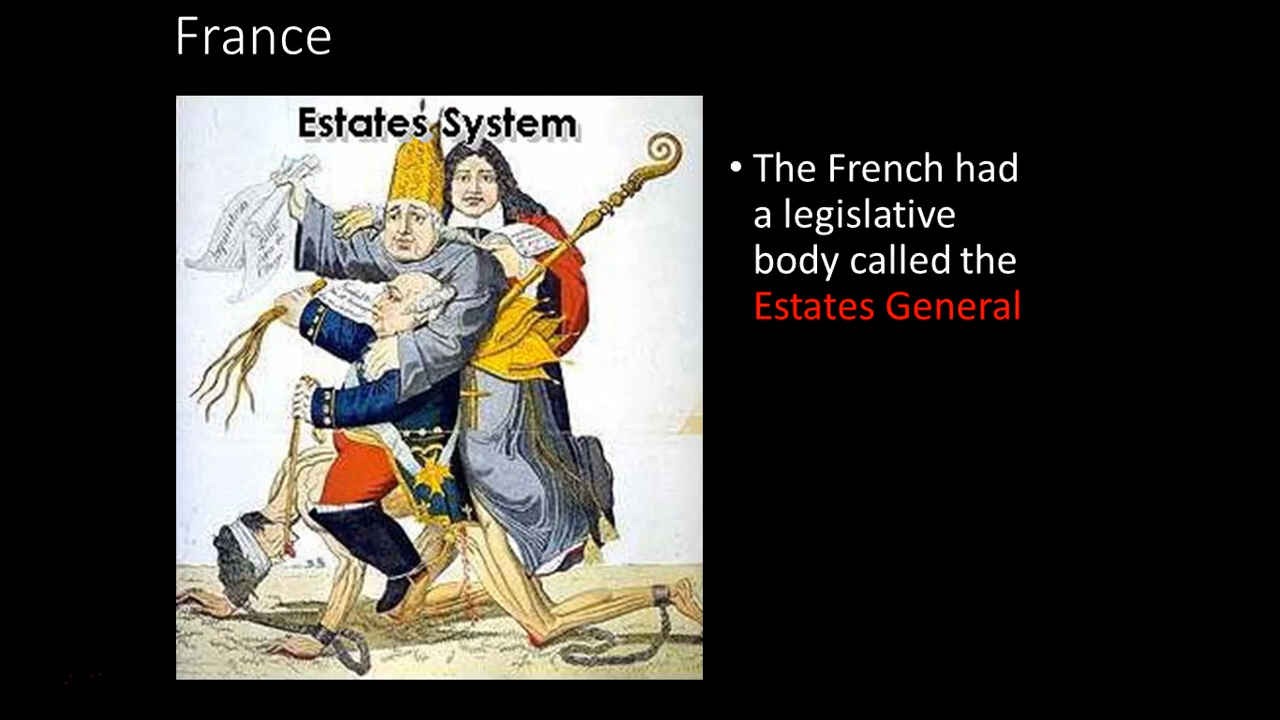 France
Estates System
• The French had
a legislative
body called the
Estates General